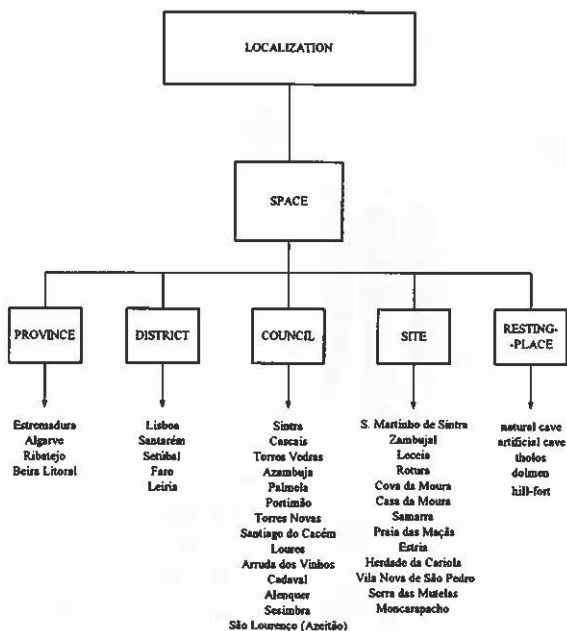 LOCALIZATION
SPACE
PROVINCE
DISTRICT
COUNCIL
SITE
RESTING-
-PLACE
Estremadura
Algarve
Ribatejo
Beira Litoral
Lisboa
Santarém
Setúbal
Faro
Leiria
Sintra
Cascais
Torres Vedras
Azambuja
Palmela
Portimão
Torres Novas
Santiago do Cacém
Loures
Arruda dos Vinhos
Cadaval
Alenquer
Sesimbra
São Lourenço (Azeitão)
S. Martinho de Sintra
Zambujal
Leceia
Rotura
Cova da Moura
Casa da Moura
Samarra
Praia das Maçãs
Estria
Herdade da Cariola
Vila Nova de São Pedro
Serra das Mutelas
Moncarapacho
natural cave
artificial cave
tholos
dolmen
hill-fort